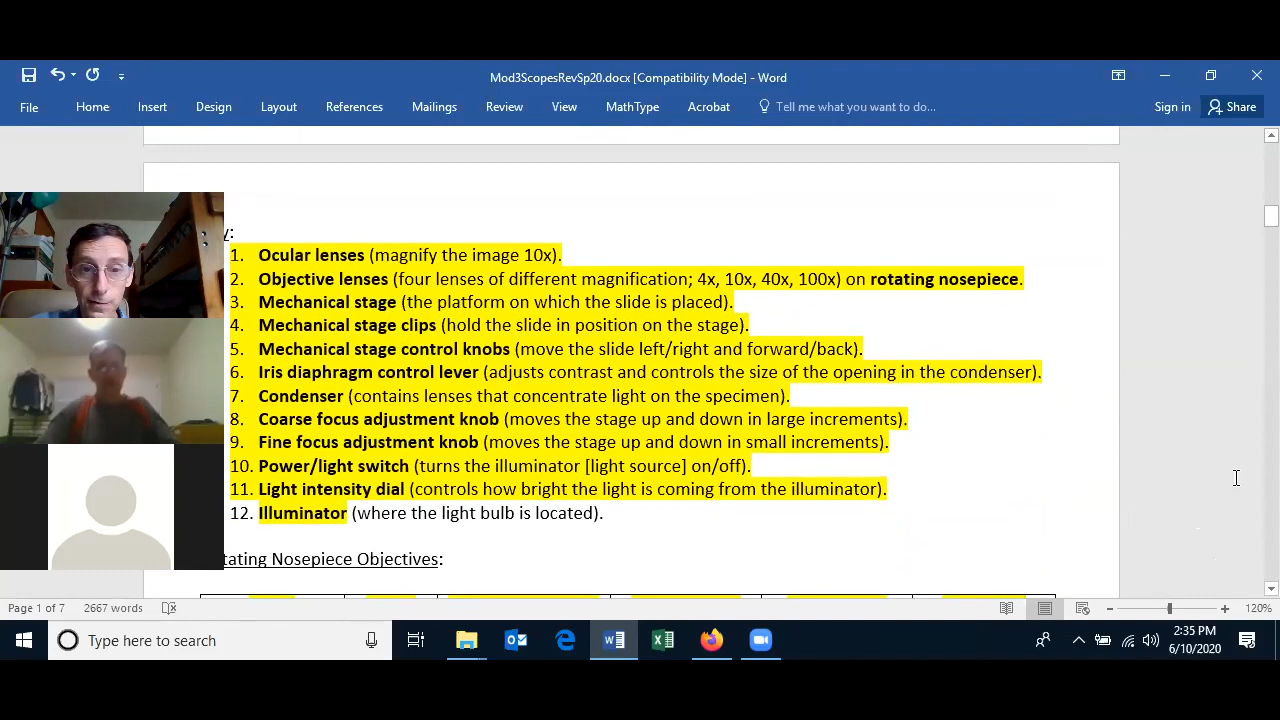 Mod3ScopesRevSp20.docx [Compatibility Mode] - Word
File Home Insert Design Layout References Mailings Review View MathType Acrobat Tell me what you want to do... Sign in Share
y:
1. Ocular lenses (magnify the image 10x).
2. Objective lenses (four lenses of different magnification; 4x, 10x, 40x, 100x) on rotating nosepiece.
3. Mechanical stage (the platform on which the slide is placed).
4. Mechanical stage clips (hold the slide in position on the stage).
5. Mechanical stage control knobs (move the slide left/right and forward/back).
6. Iris diaphragm control lever (adjusts contrast and controls the size of the opening in the condenser).
7. Condenser (contains lenses that concentrate light on the specimen).
8. Coarse focus adjustment knob (moves the stage up and down in large increments).
9. Fine focus adjustment knob (moves the stage up and down in small increments).
10. Power/light switch (turns the illuminator [light source] on/off).
11. Light intensity dial (controls how bright the light is coming from the illuminator).
12. Illuminator (where the light bulb is located).
tating Nosepiece Objectives:
Page 1 of 7 2667 words 120%
Type here to search 2:35 PM
6/10/2020